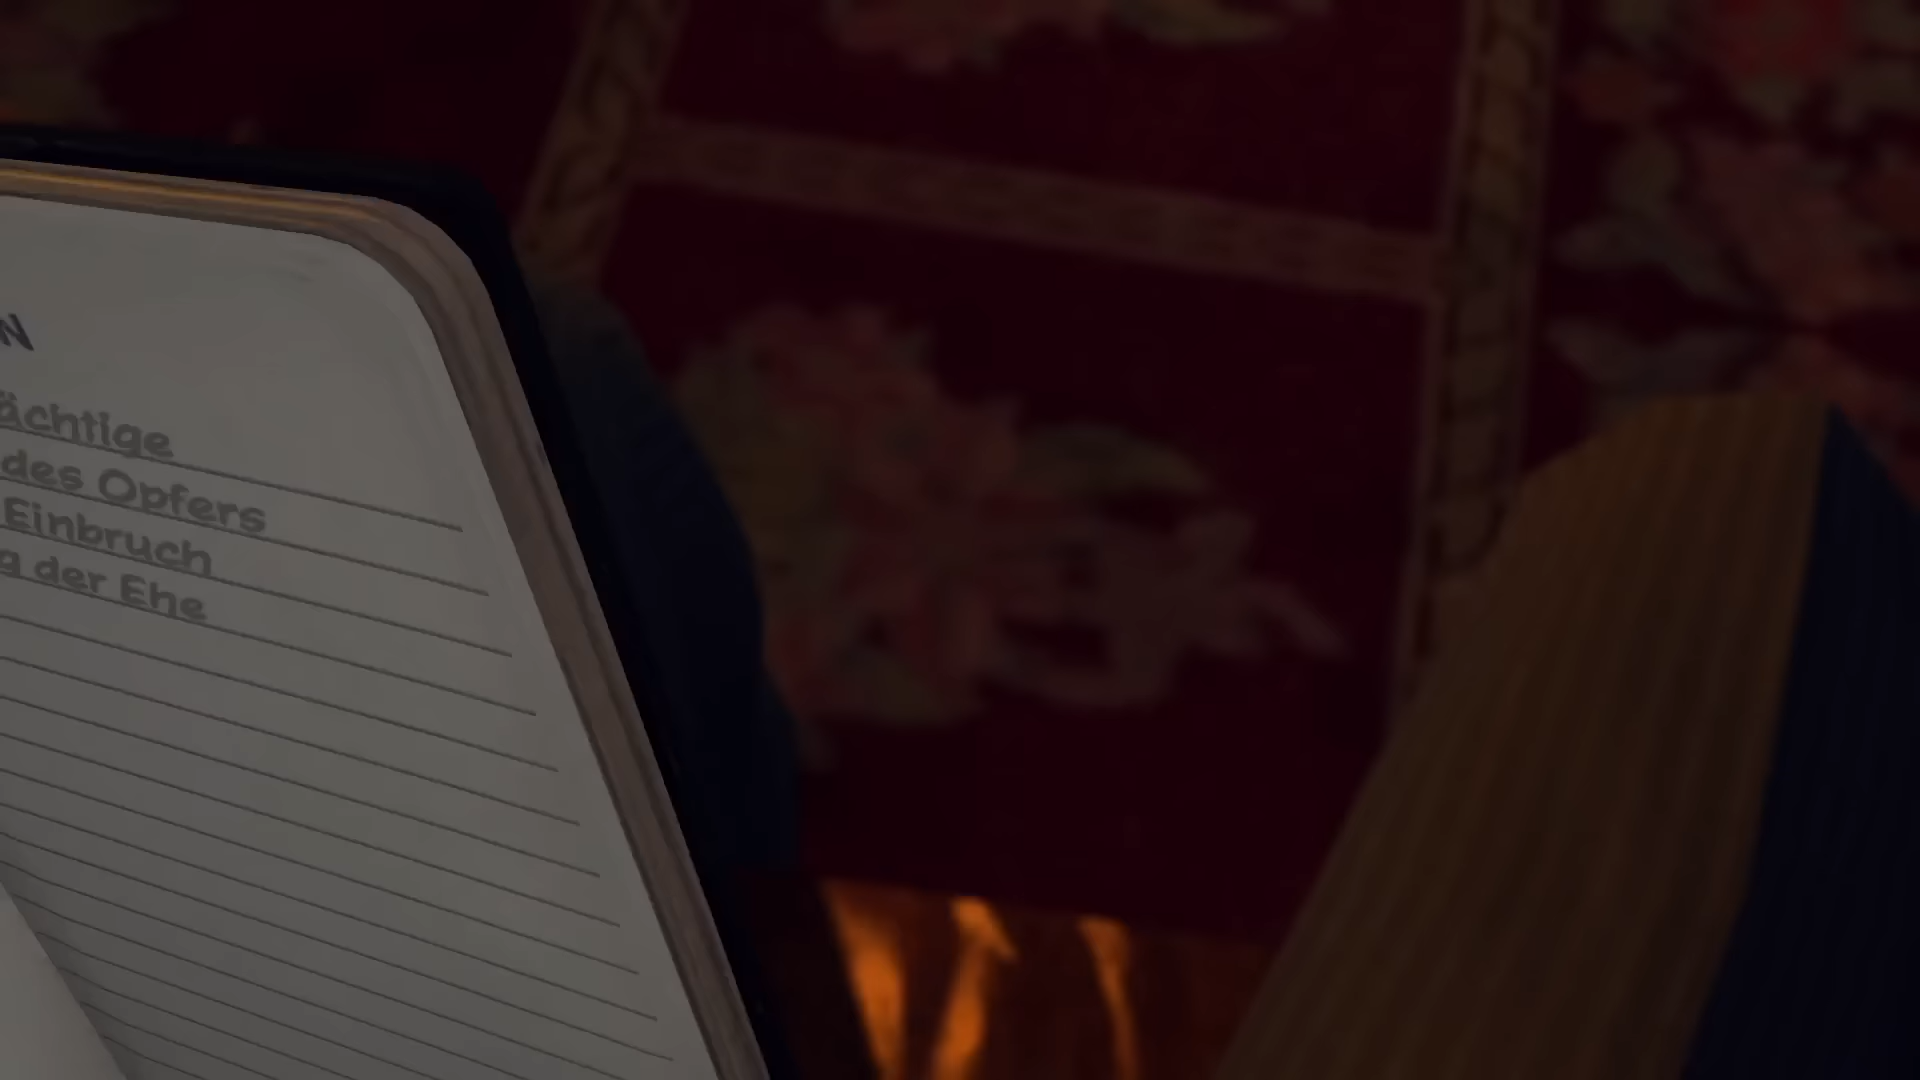 N
ächtige
des Opfers
Einbruch
g der Ehe